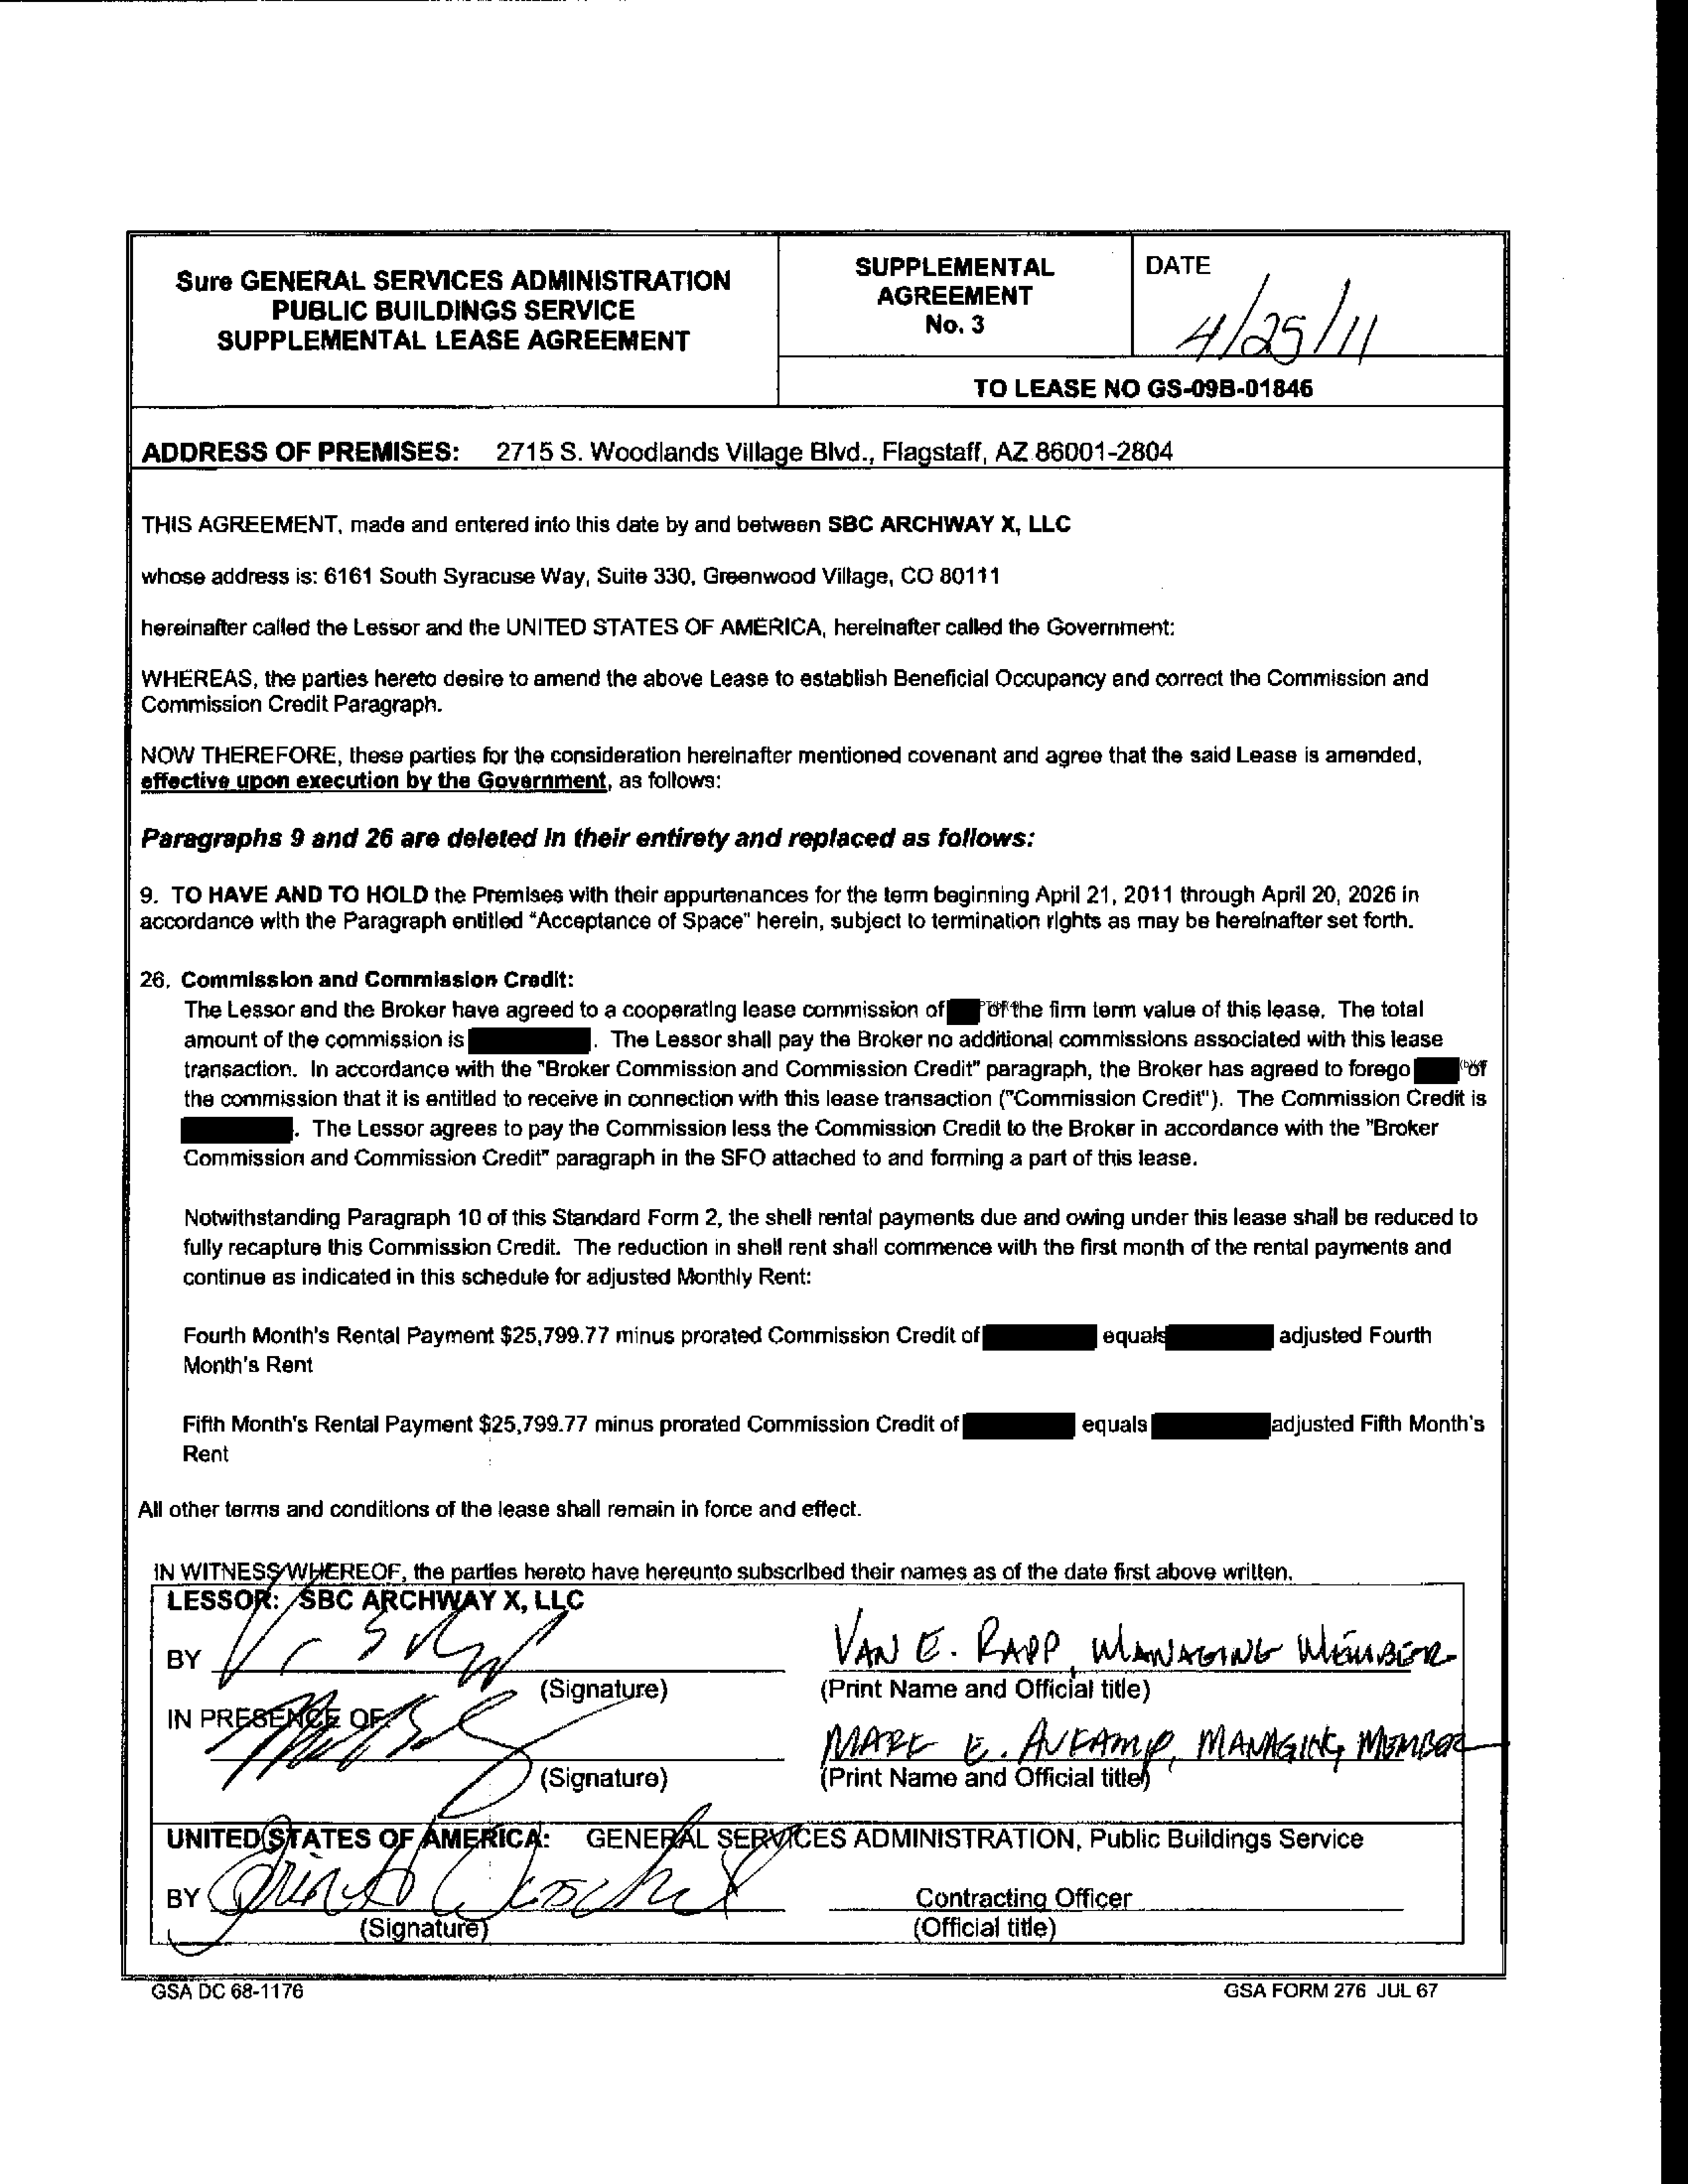 Sure GENERAL SERVICES ADMINISTRATION
PUBLIC BUILDINGS SERVICE
SUPPLEMENTAL LEASE AGREEMENT
SUPPLEMENTAL
AGREEMENT
No. 3
DATE
4/25/11
TO LEASE NO GS-09B-01846
ADDRESS OF PREMISES: 2715 S. Woodlands Village Blvd., Flagstaff, AZ 86001-2804
THIS AGREEMENT, made and entered into this date by and between SBC ARCHWAY X, LLC
whose address is: 6161 South Syracuse Way, Suite 330, Greenwood Village, CO 80111
hereinafter called the Lessor and the UNITED STATES OF AMERICA, hereinafter called the Government:
WHEREAS, the parties hereto desire to amend the above Lease to establish Beneficial Occupancy and correct the Commission and
Commission Credit Paragraph.
NOW THEREFORE, these parties for the consideration hereinafter mentioned covenant and agree that the said Lease is amended,
effective upon execution by the Government, as follows:
Paragraphs 9 and 26 are deleted in their entirety and replaced as follows:
9. TO HAVE AND TO HOLD the Premises with their appurtenances for the term beginning April 21, 2011 through April 20, 2026 in
accordance with the Paragraph entitled "Acceptance of Space" herein, subject to termination rights as may be hereinafter set forth.
26. Commission and Commission Credit:
The Lessor and the Broker have agreed to a cooperating lease commission of of the firm term value of this lease. The total
amount of the commission is . The Lessor shall pay the Broker no additional commissions associated with this lease
transaction. In accordance with the "Broker Commission and Commission Credit" paragraph, the Broker has agreed to forego of
the commission that it is entitled to receive in connection with this lease transaction ("Commission Credit"). The Commission Credit is
. The Lessor agrees to pay the Commission less the Commission Credit to the Broker in accordance with the "Broker
Commission and Commission Credit" paragraph in the SFO attached to and forming a part of this lease.
Notwithstanding Paragraph 10 of this Standard Form 2, the shell rental payments due and owing under this lease shall be reduced to
fully recapture this Commission Credit. The reduction in shell rent shall commence with the first month of the rental payments and
continue as indicated in this schedule for adjusted Monthly Rent:
Fourth Month's Rental Payment $25,799.77 minus prorated Commission Credit of equals adjusted Fourth
Month's Rent
Fifth Month's Rental Payment $25,799.77 minus prorated Commission Credit of equals adjusted Fifth Month's
Rent
All other terms and conditions of the lease shall remain in force and effect.
IN WITNESS WHEREOF, the parties hereto have hereunto subscribed their names as of the date first above written.
LESSOR: SBC ARCHWAY X, LLC
BY
VAN E. RAPP, MANAGING MEMBER
(Signature)
(Print Name and Official title)
IN PRESENCE OF:
MARC E. , MANAGING MEMBER
(Signature)
(Print Name and Official title)
UNITED STATES OF AMERICA: GENERAL SERVICES ADMINISTRATION, Public Buildings Service
BY
Contracting Officer
(Signature)
(Official title)
GSA DC 68-1176
GSA FORM 276 JUL 67